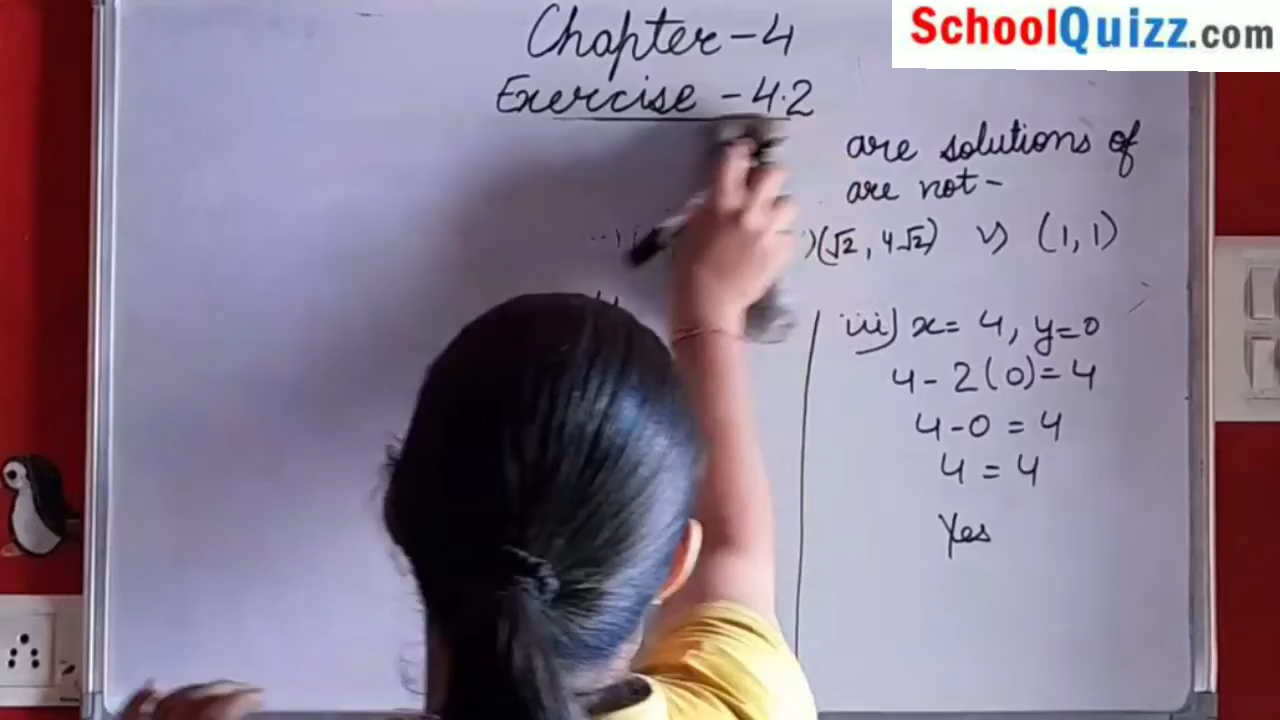 SchoolQuizz.com
Chapter-4
Exercise - 4.2
are solutions of
are not -
)(√2, 4√2) v) (1, 1)
iii) x = 4, y = 0
4 - 2(0) = 4
4 - 0 = 4
4 = 4
Yes